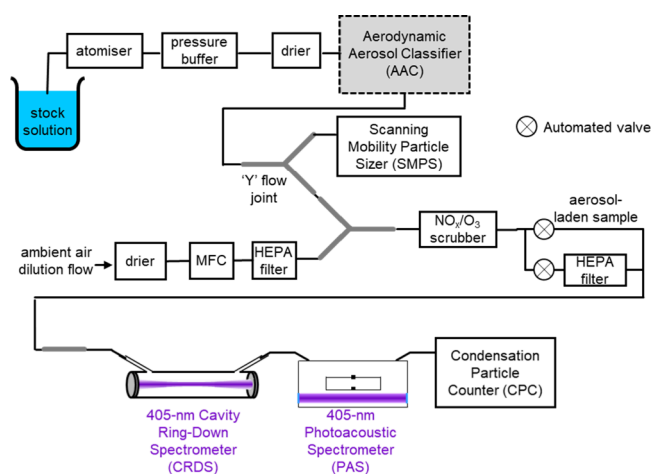 atomiser
pressure
buffer
drier
Aerodynamic
Aerosol Classifier
(AAC)
stock
solution
Scanning
Mobility Particle
Sizer (SMPS)
Automated valve
'Y' flow
joint
aerosol-
laden sample
NOx/O3
scrubber
ambient air
dilution flow
drier
MFC
HEPA
filter
HEPA
filter
Condensation
Particle
Counter (CPC)
405-nm Cavity
Ring-Down
Spectrometer
(CRDS)
405-nm
Photoacoustic
Spectrometer
(PAS)